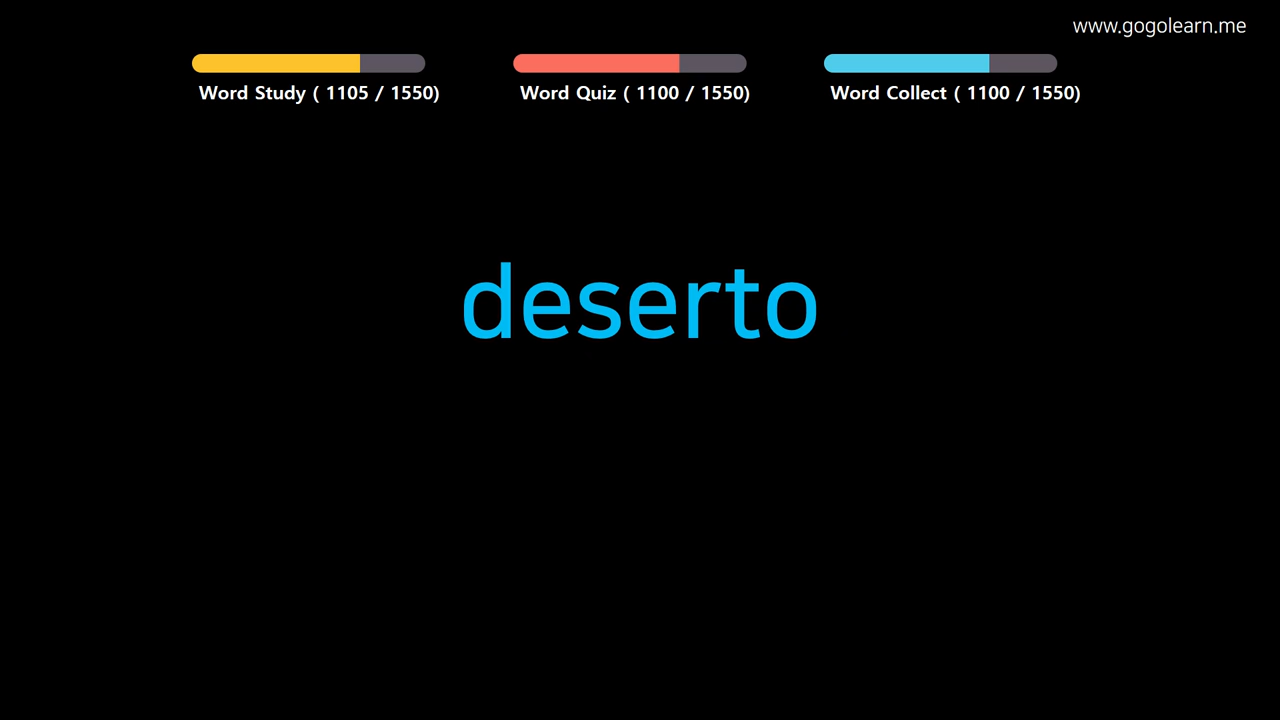 www.gogolearn.me
Word Study ( 1105 / 1550)
Word Quiz ( 1100 / 1550)
Word Collect ( 1100 / 1550)
deserto